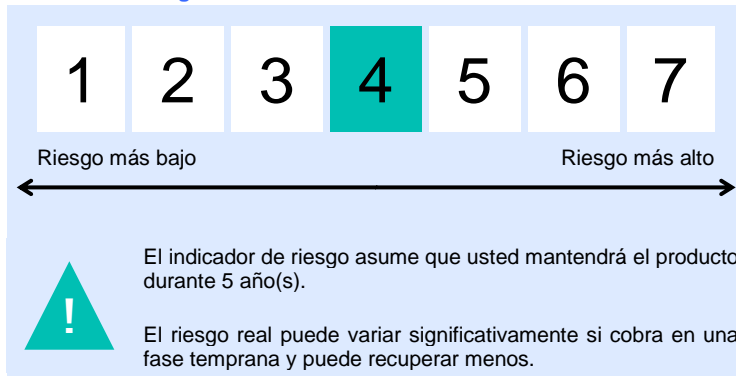 1 2 3 4 5 6 7
Riesgo más bajo Riesgo más alto
!
El indicador de riesgo asume que usted mantendrá el producto
durante 5 año(s).
El riesgo real puede variar significativamente si cobra en una
fase temprana y puede recuperar menos.